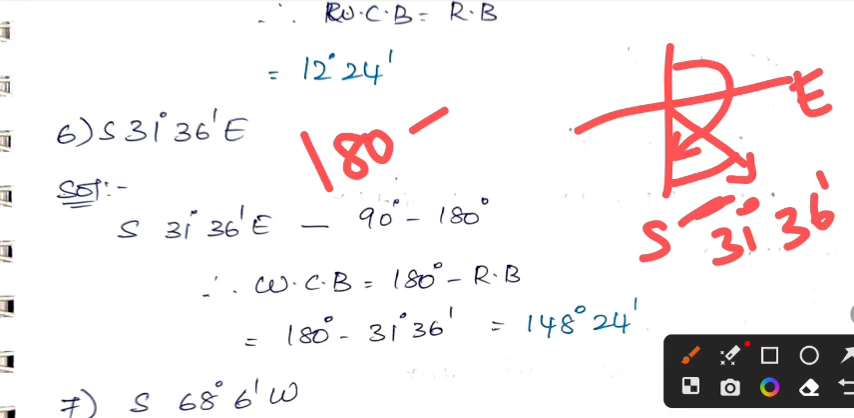 ∴ W.C.B = R.B
= 12° 24'
6) S 31° 36' E
180 -
E
Sol:-
S 31° 36' E - 90° - 180°
S 31° 36'
∴ W.C.B = 180° - R.B
= 180° - 31° 36' = 148° 24'
7) S 68° 6' W